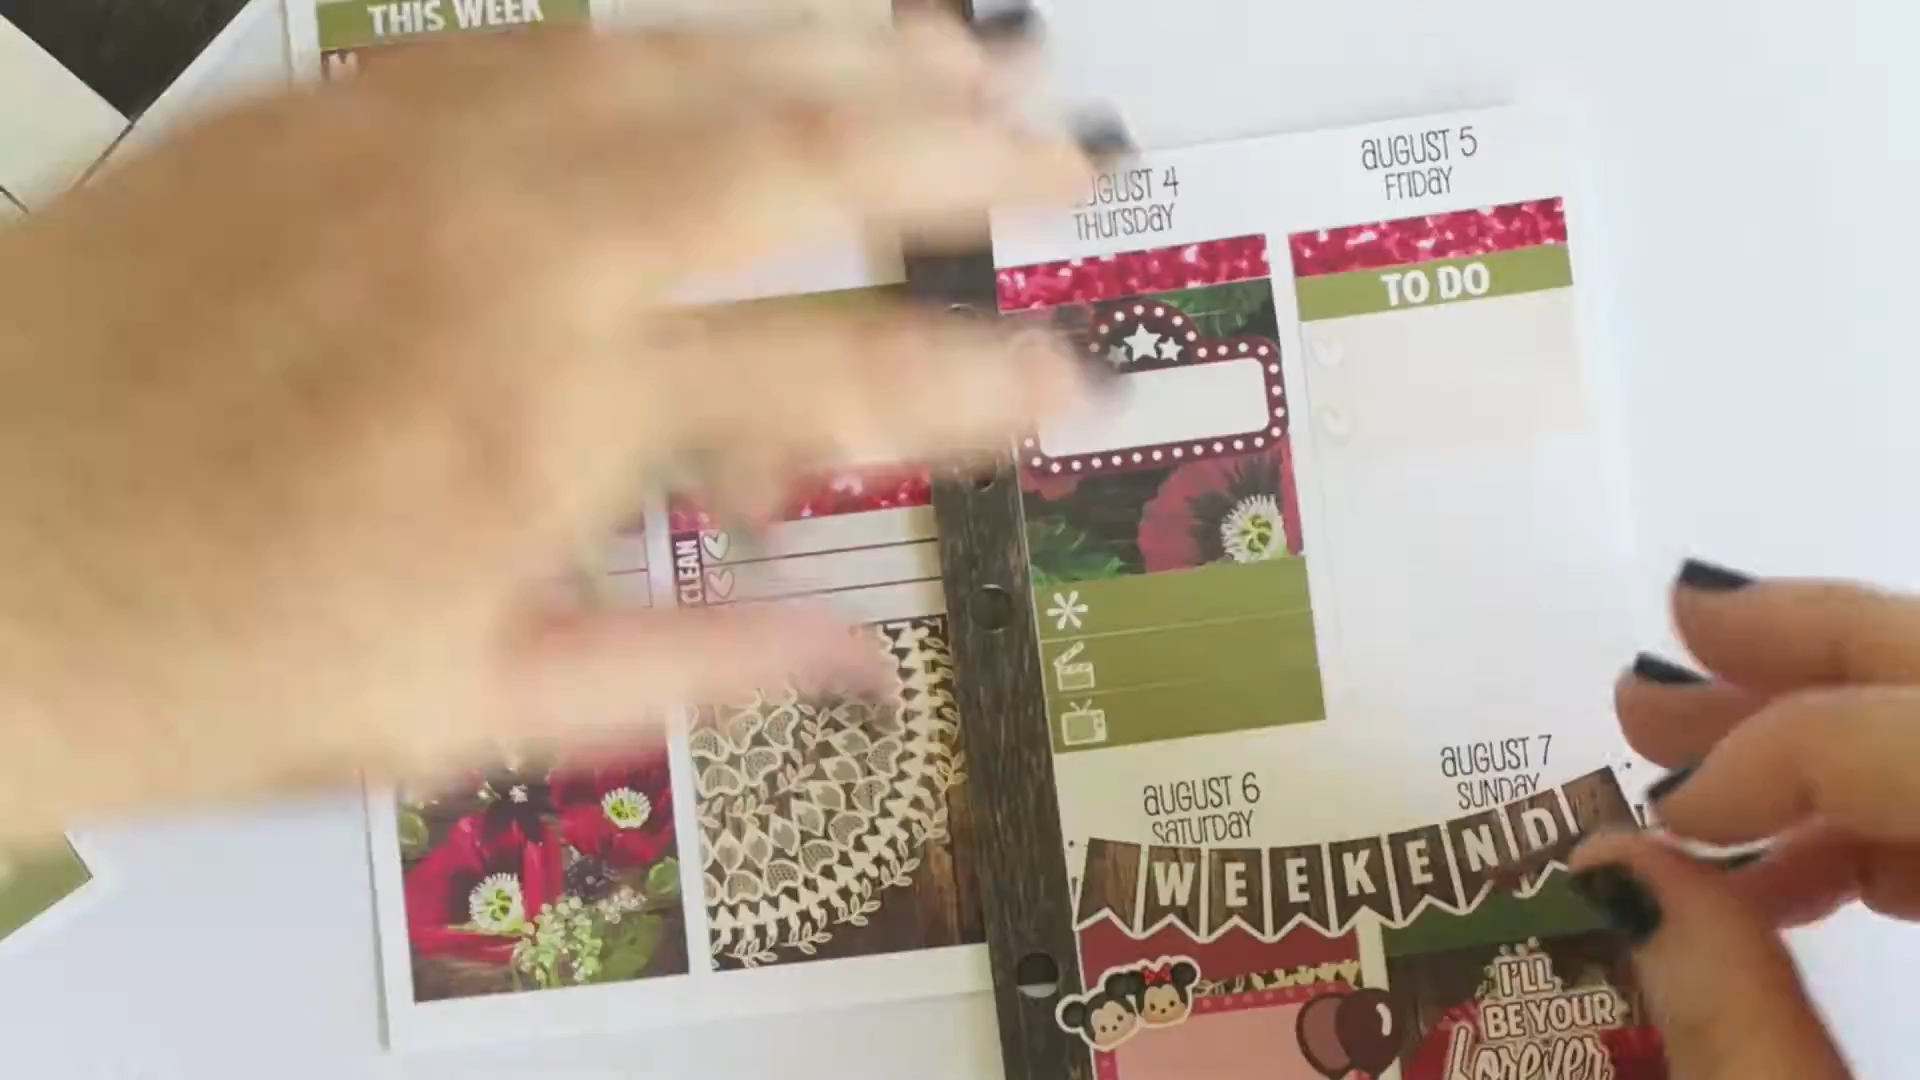 THIS WEEK
AUGUST 4
THURSDAY
AUGUST 5
FRIDAY
TO DO
CLEAN
AUGUST 6
SATURDAY
AUGUST 7
SUNDAY
WEEKEND
I'LL
BE YOUR
Forever